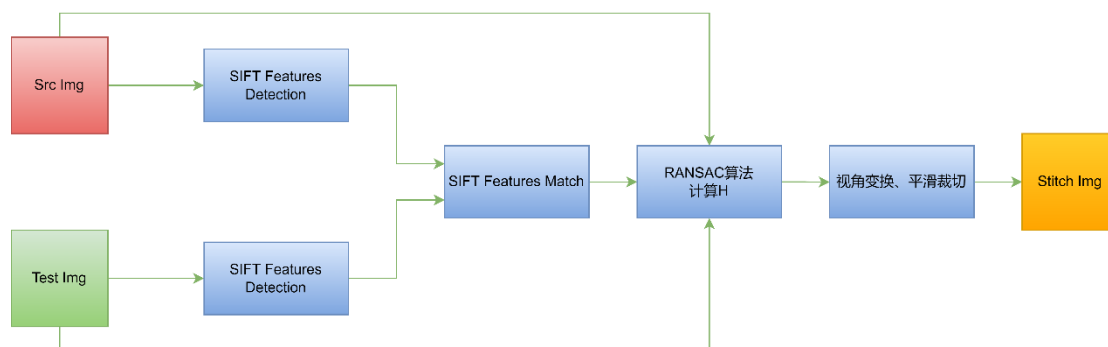 Src Img
SIFT Features
Detection
SIFT Features Match
RANSAC算法
计算H
视角变换、平滑裁切
Stitch Img
Test Img
SIFT Features
Detection